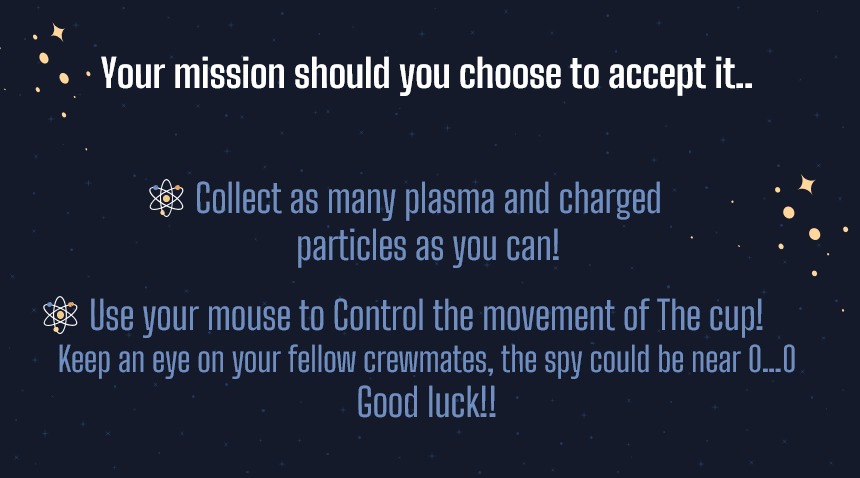 Your mission should you choose to accept it..
Collect as many plasma and charged
particles as you can!
Use your mouse to Control the movement of The cup!
Keep an eye on your fellow crewmates, the spy could be near 0...0
Good luck!!